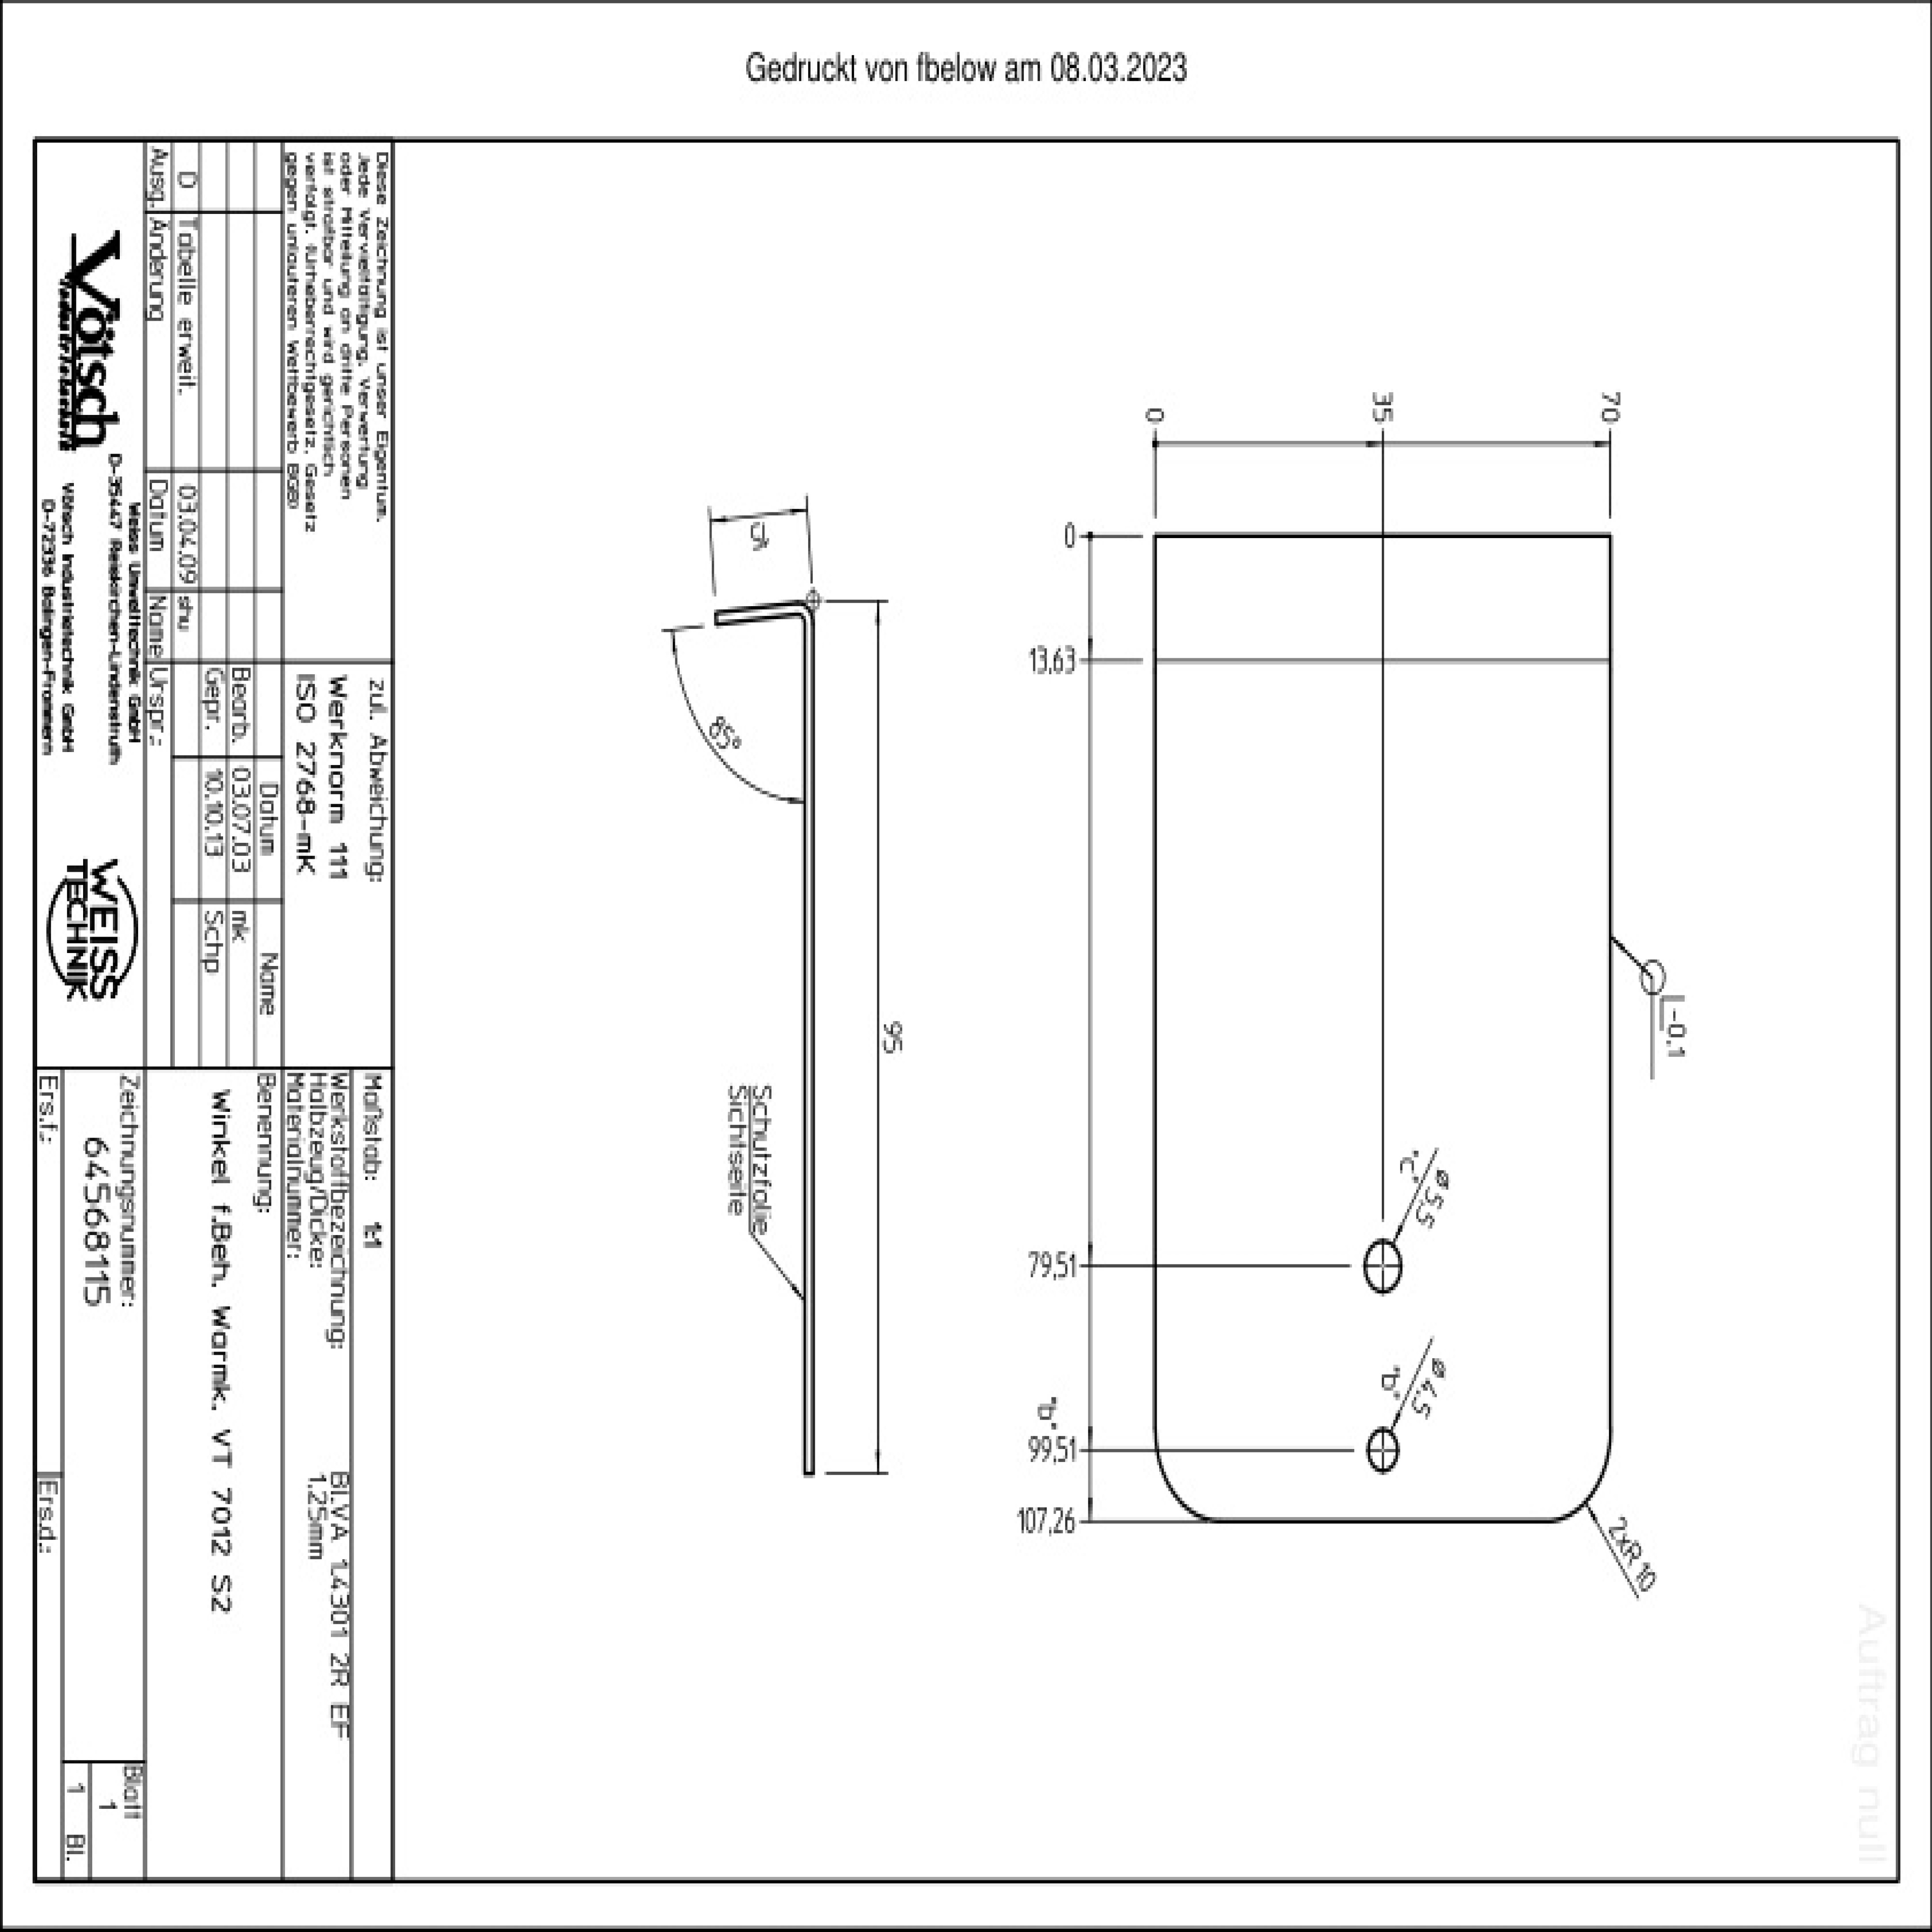 Gedruckt von fbelow am 08.03.2023
70
35
0
0
13,63
79,51
"b"
99,51
107,26
-0,1
⌀5,5
"c"
⌀4,5
"b"
2xR 10
15
85°
95
Schutzfolie
Sichtseite
Diese Zeichnung ist unser Eigentum.
Jede Vervielfältigung, Verwertung
oder Mitteilung an dritte Personen
ist strafbar und wird gerichtlich
verfolgt. (Urheberrechtgesetz, Gesetz
gegen unlauteren Wettbewerb BGB)
zul. Abweichung:
Werknorm 111
ISO 2768-mK
Maßstab: 1:1
Werkstoffbezeichnung: Bl.VA 1.4301 2R EF
Halbzeug/Dicke: 1,25mm
Materialnummer:
Datum Name
Bearb. 03.07.03 mk
Gepr. 10.10.13 Schp
D Tabelle erweit. 03.04.09 shu
Ausg. Änderung Datum Name Urspr.:
Benennung:
Winkel f.Beh. Warmk. VT 7012 S2
Vötsch
Industrietechnik
Weiss Umwelttechnik GmbH
D-35447 Reiskirchen-Lindenstruth
Vötsch Industrietechnik GmbH
D-72336 Balingen-Frommern
WEISS
TECHNIK
Zeichnungsnummer:
64568115
Blatt
1
1 Bl.
Ers.f.: Ers.d.:
Auftrag null